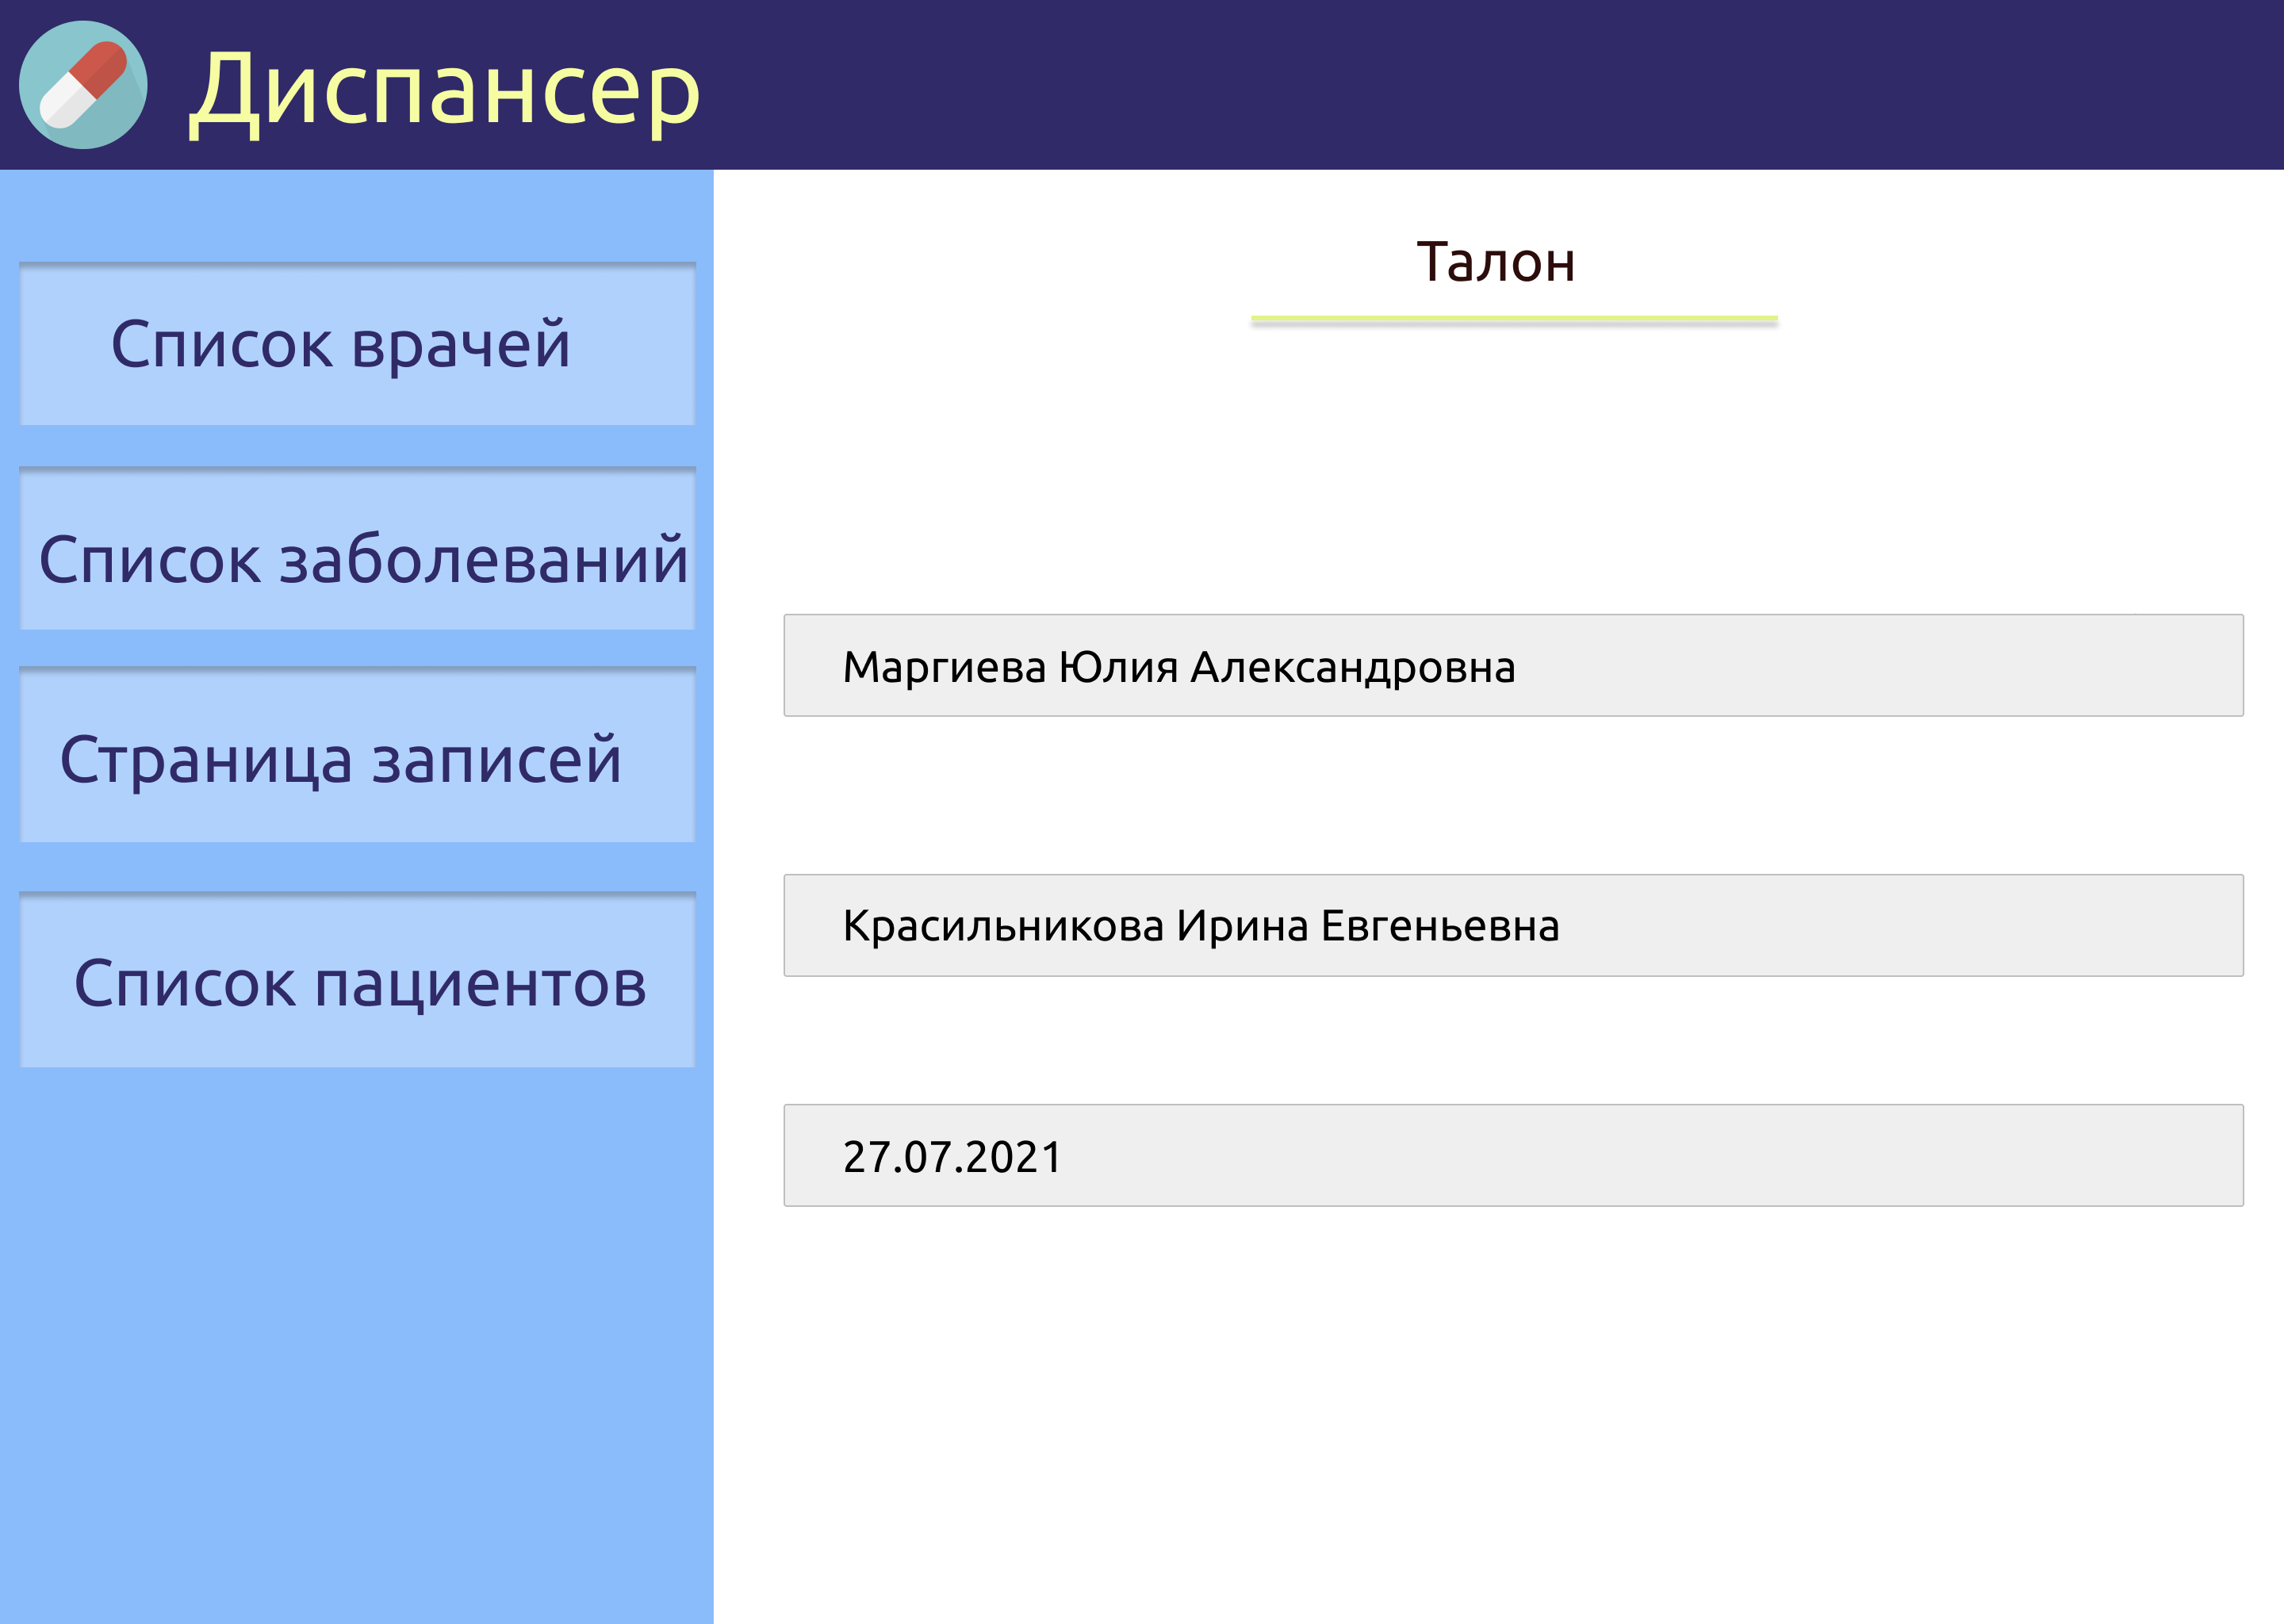 Диспансер
Список врачей
Список заболеваний
Страница записей
Список пациентов
Талон
Маргиева Юлия Александровна
Красильникова Ирина Евгеньевна
27.07.2021